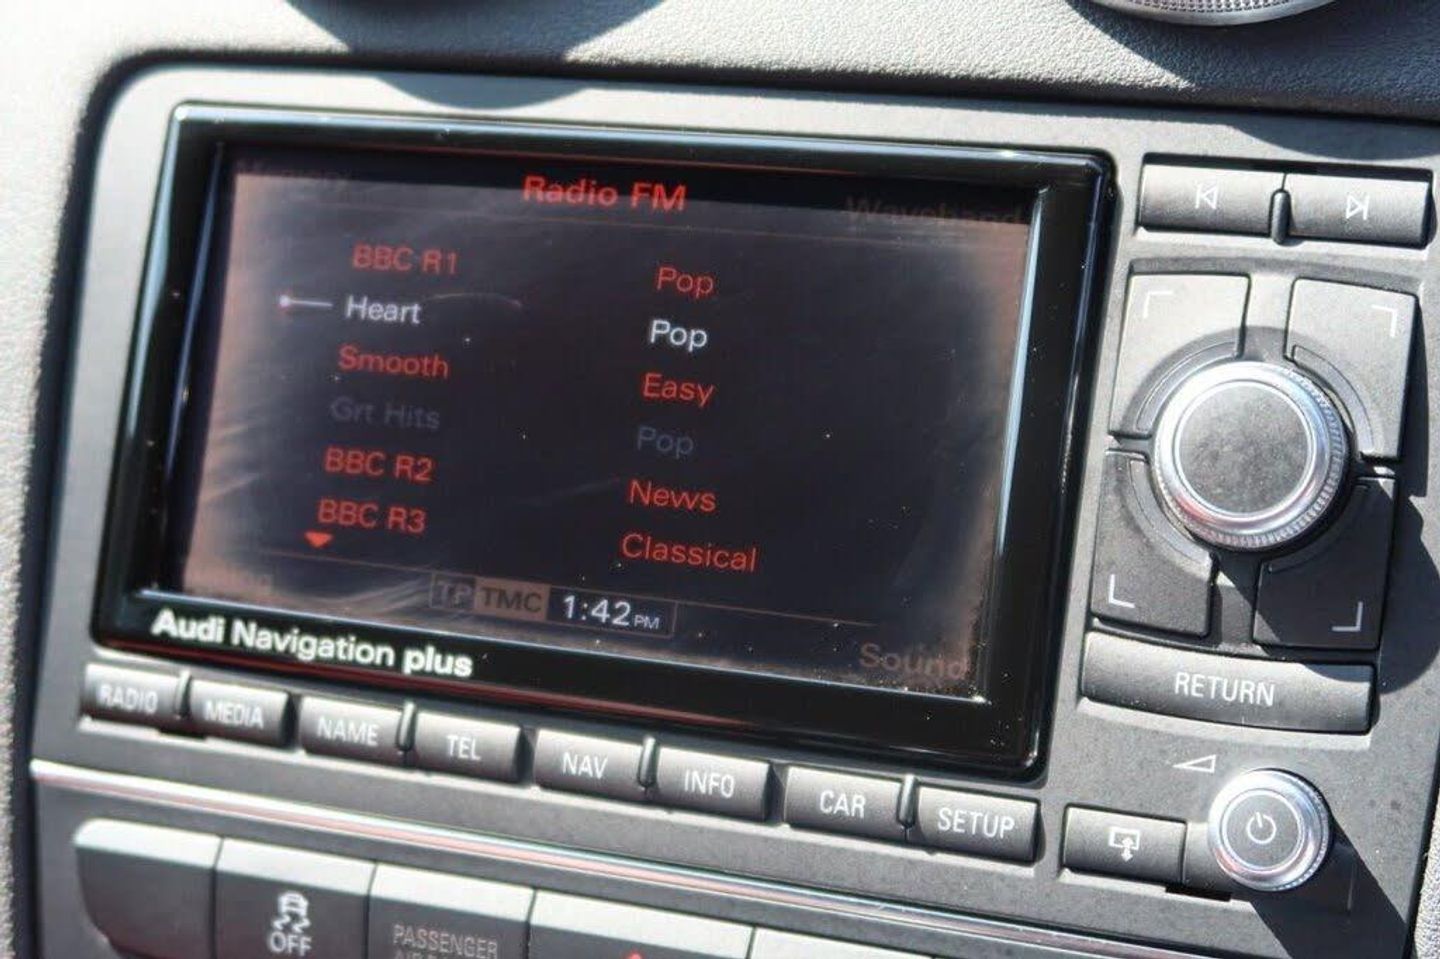 Radio FM
Waveband
BBC R1 Pop
Heart Pop
Smooth Easy
Grt Hits Pop
BBC R2 News
BBC R3 Classical
TP TMC 1:42 PM
Sound
Audi Navigation plus
RADIO MEDIA NAME TEL NAV INFO CAR SETUP
RETURN
OFF
PASSENGER